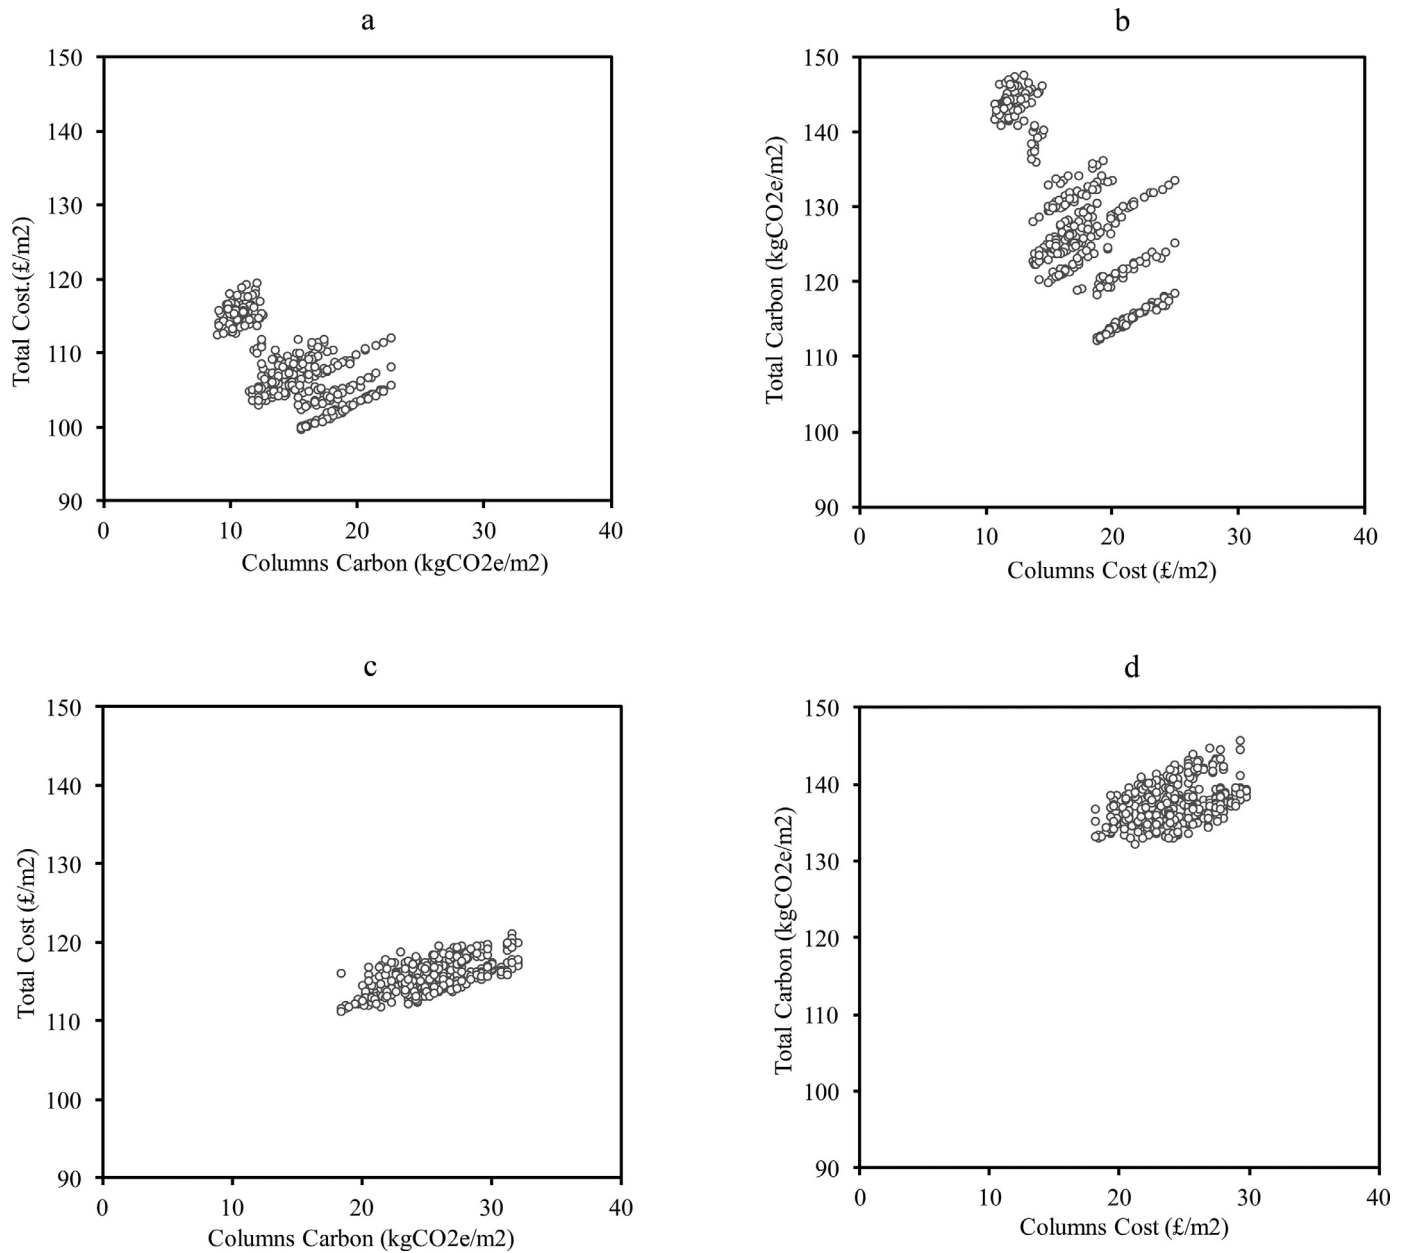 a
150
140
130
120
110
100
90
0 10 20 30 40
Total Cost.(£/m2)
Columns Carbon (kgCO2e/m2)
b
150
140
130
120
110
100
90
0 10 20 30 40
Total Carbon (kgCO2e/m2)
Columns Cost (£/m2)
c
150
140
130
120
110
100
90
0 10 20 30 40
Total Cost (£/m2)
Columns Carbon (kgCO2e/m2)
d
150
140
130
120
110
100
90
0 10 20 30 40
Total Carbon (kgCO2e/m2)
Columns Cost (£/m2)